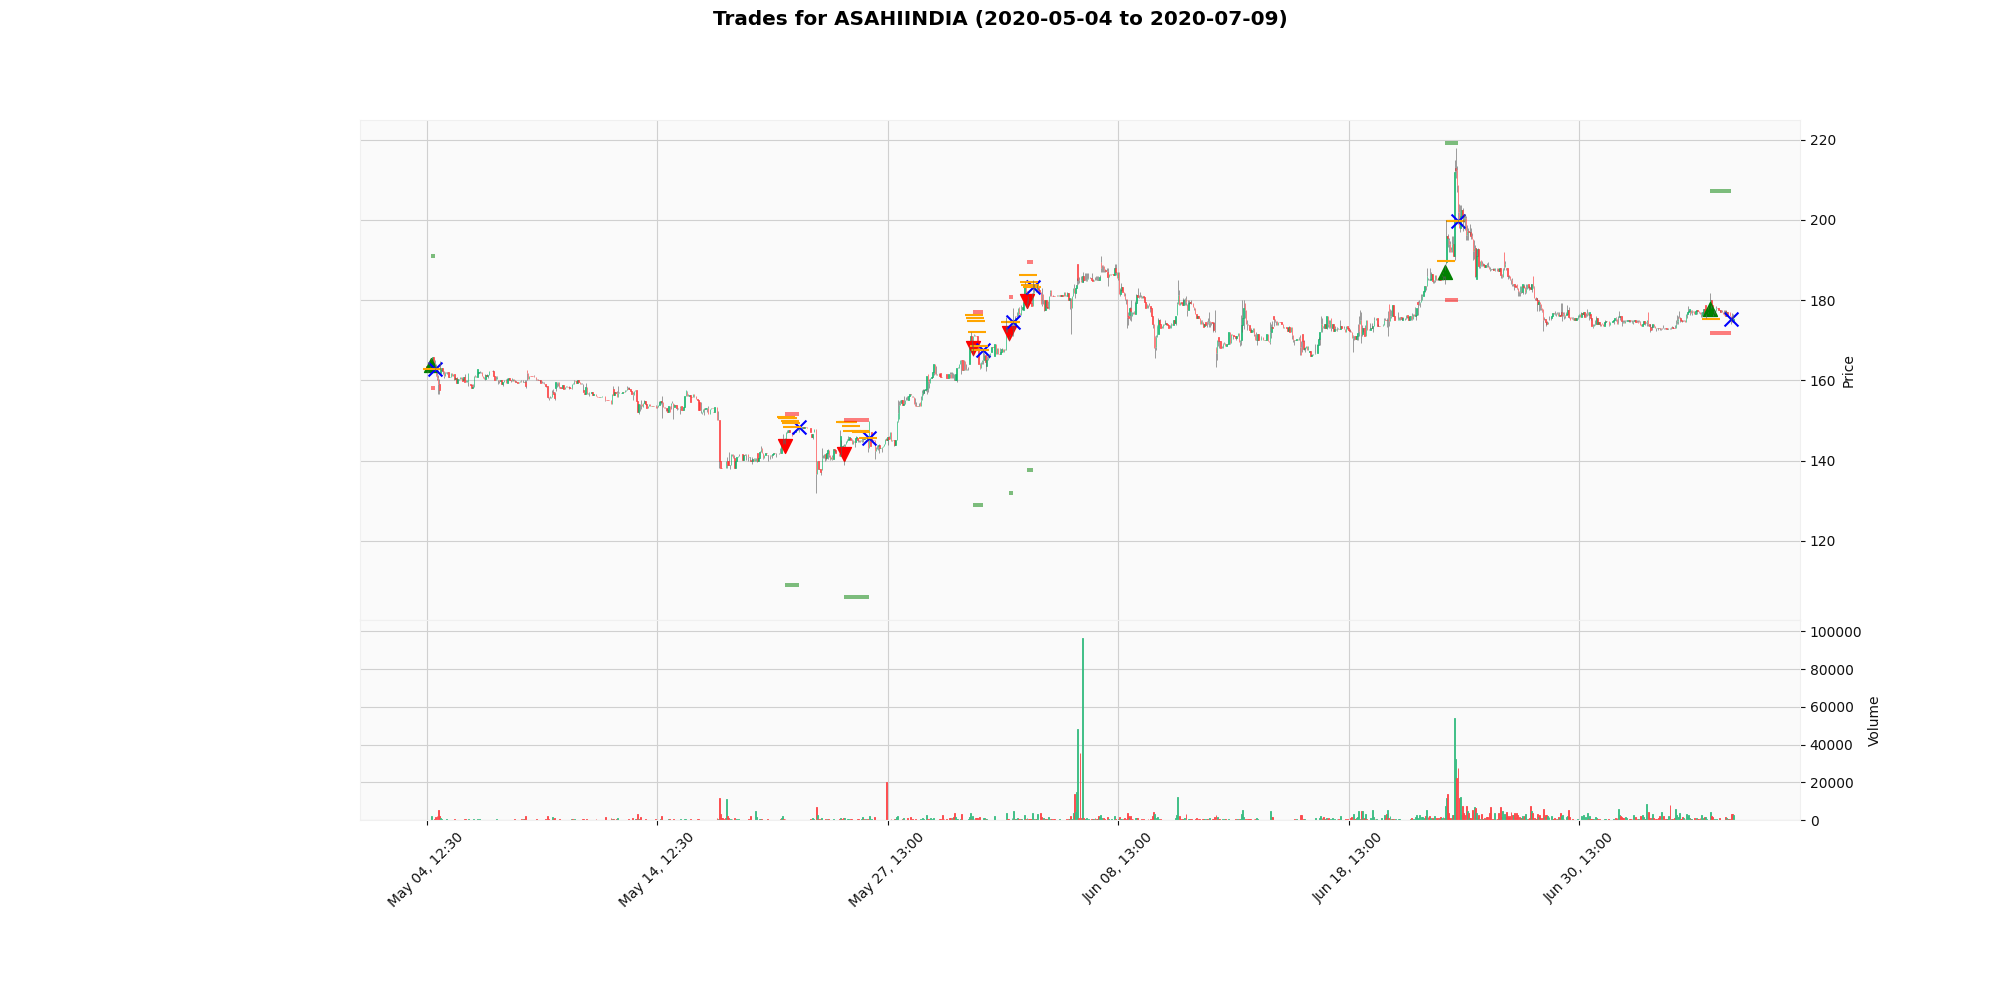 Trades for ASAHIINDIA (2020-05-04 to 2020-07-09)
220
200
180
160
140
120
Price
100000
80000
60000
40000
20000
0
Volume
May 04, 12:30
May 14, 12:30
May 27, 13:00
Jun 08, 13:00
Jun 18, 13:00
Jun 30, 13:00